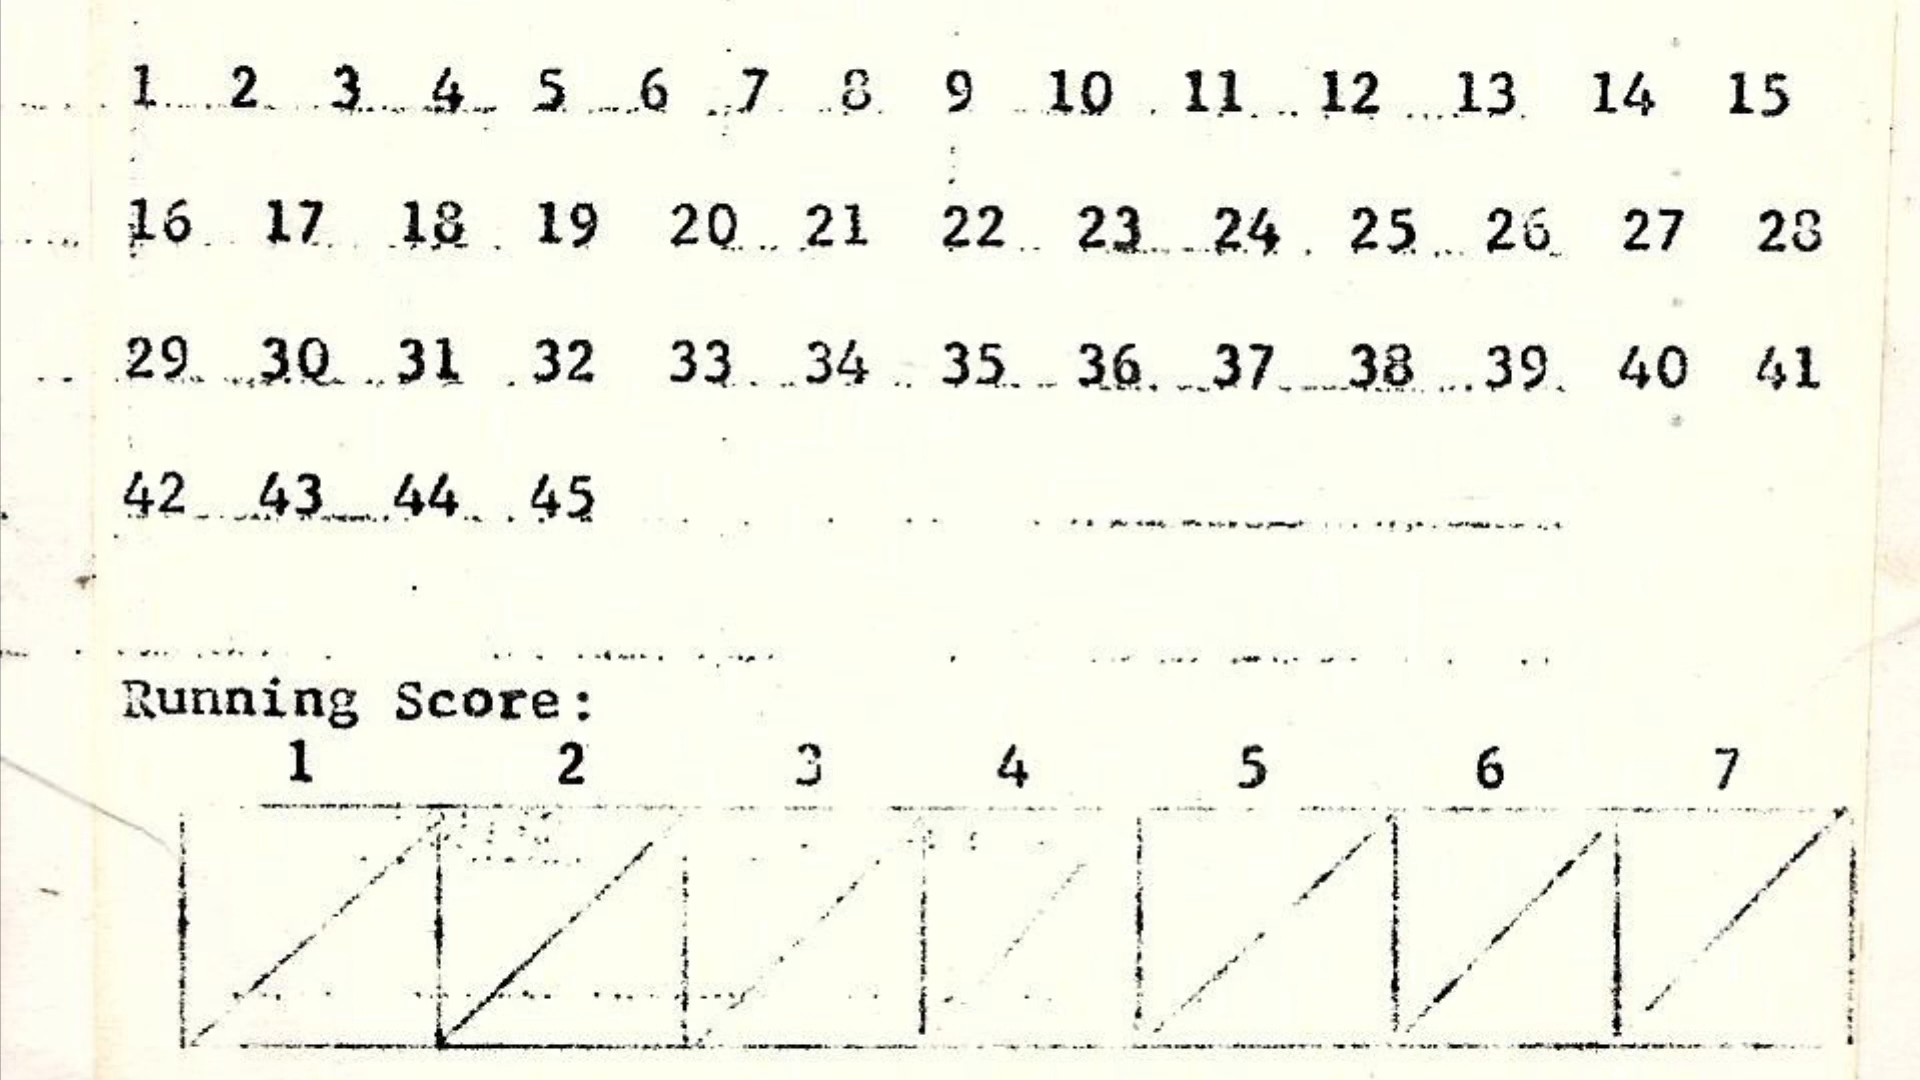 1 2 3 4 5 6 7 8 9 10 11 12 13 14 15
16 17 18 19 20 21 22 23 24 25 26 27 28
29 30 31 32 33 34 35 36 37 38 39 40 41
42 43 44 45
Running Score:
1 2 3 4 5 6 7